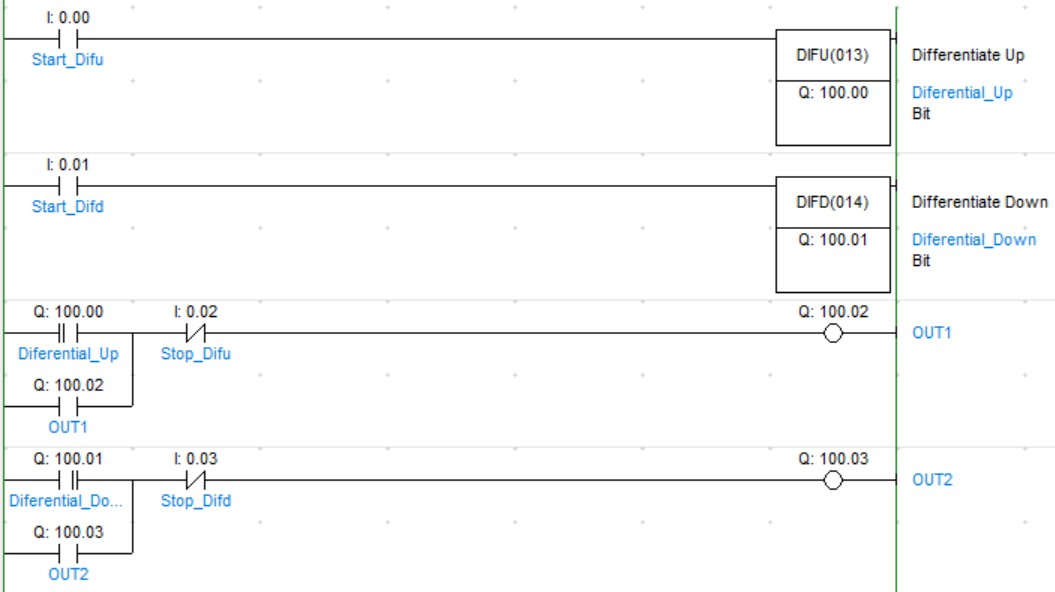 I: 0.00
Start_Difu
DIFU(013)
Differentiate Up
Q: 100.00
Diferential_Up
Bit
I: 0.01
Start_Difd
DIFD(014)
Differentiate Down
Q: 100.01
Diferential_Down
Bit
Q: 100.00
I: 0.02
Q: 100.02
OUT1
Diferential_Up
Stop_Difu
Q: 100.02
OUT1
Q: 100.01
I: 0.03
Q: 100.03
OUT2
Diferential_Do...
Stop_Difd
Q: 100.03
OUT2